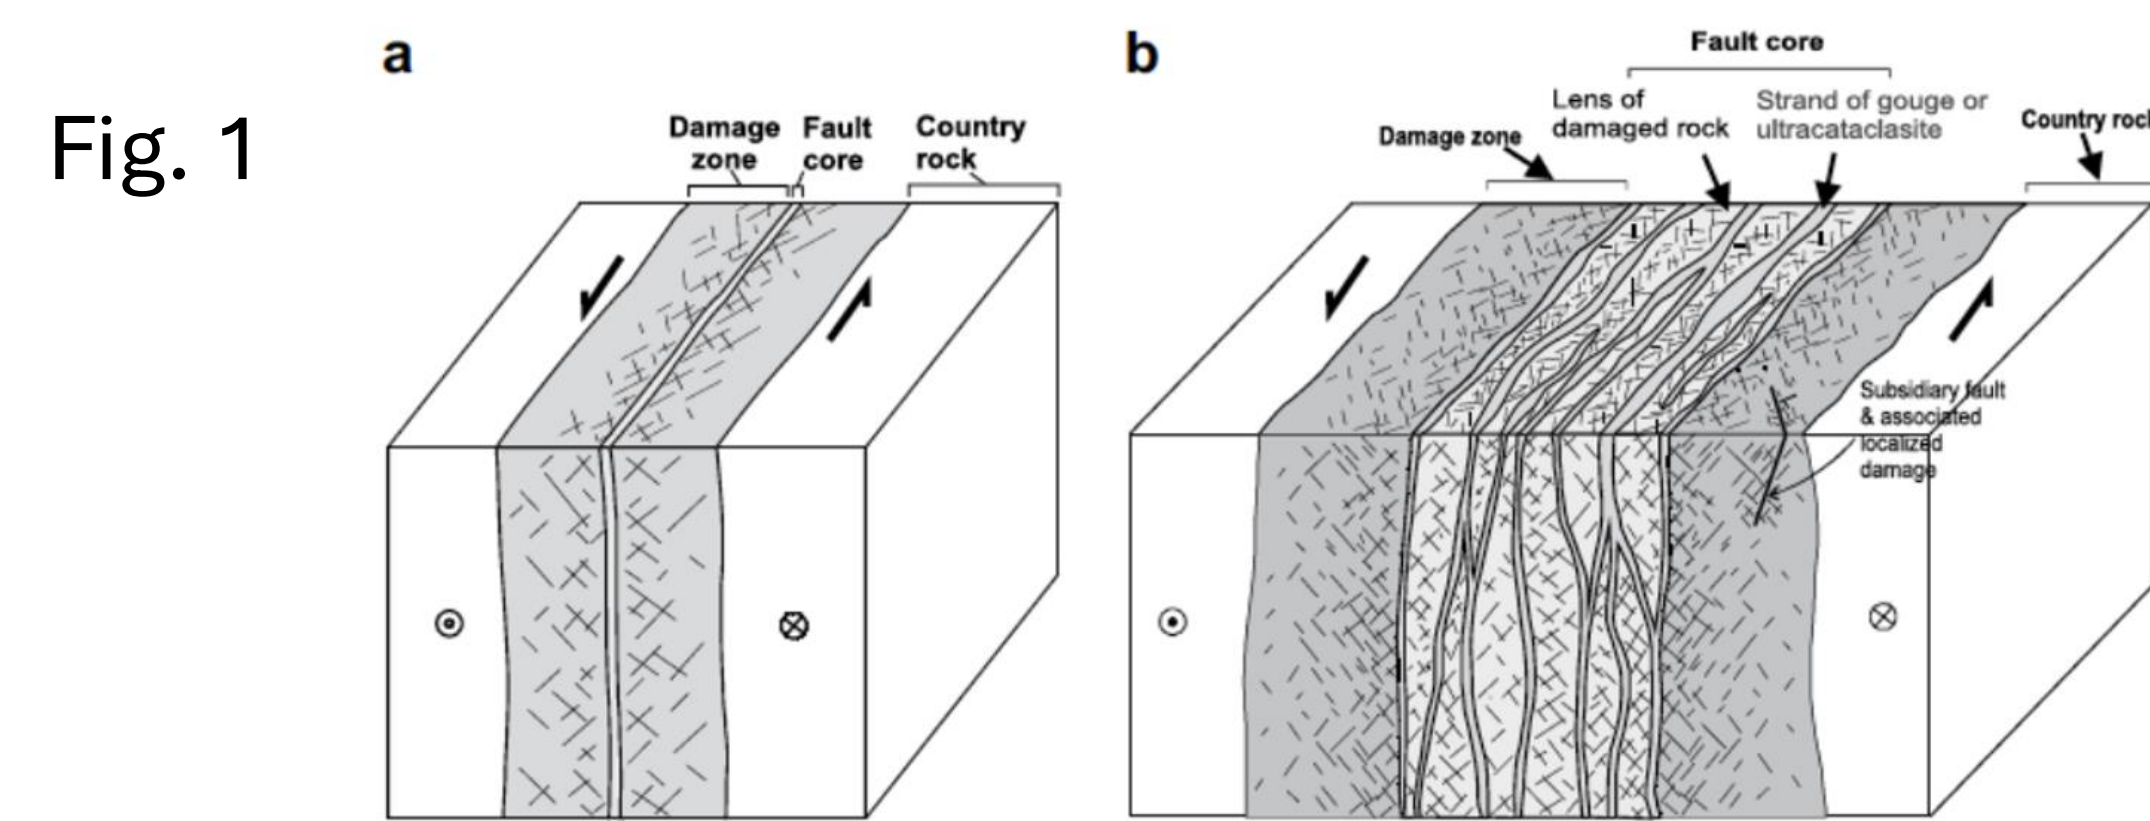 Fig. 1
a
Damage
zone
Fault
core
Country
rock
b
Fault core
Lens of
damaged rock
Strand of gouge or
ultracataclasite
Damage zone
Country rock
Subsidiary fault
& associated
localized
damage